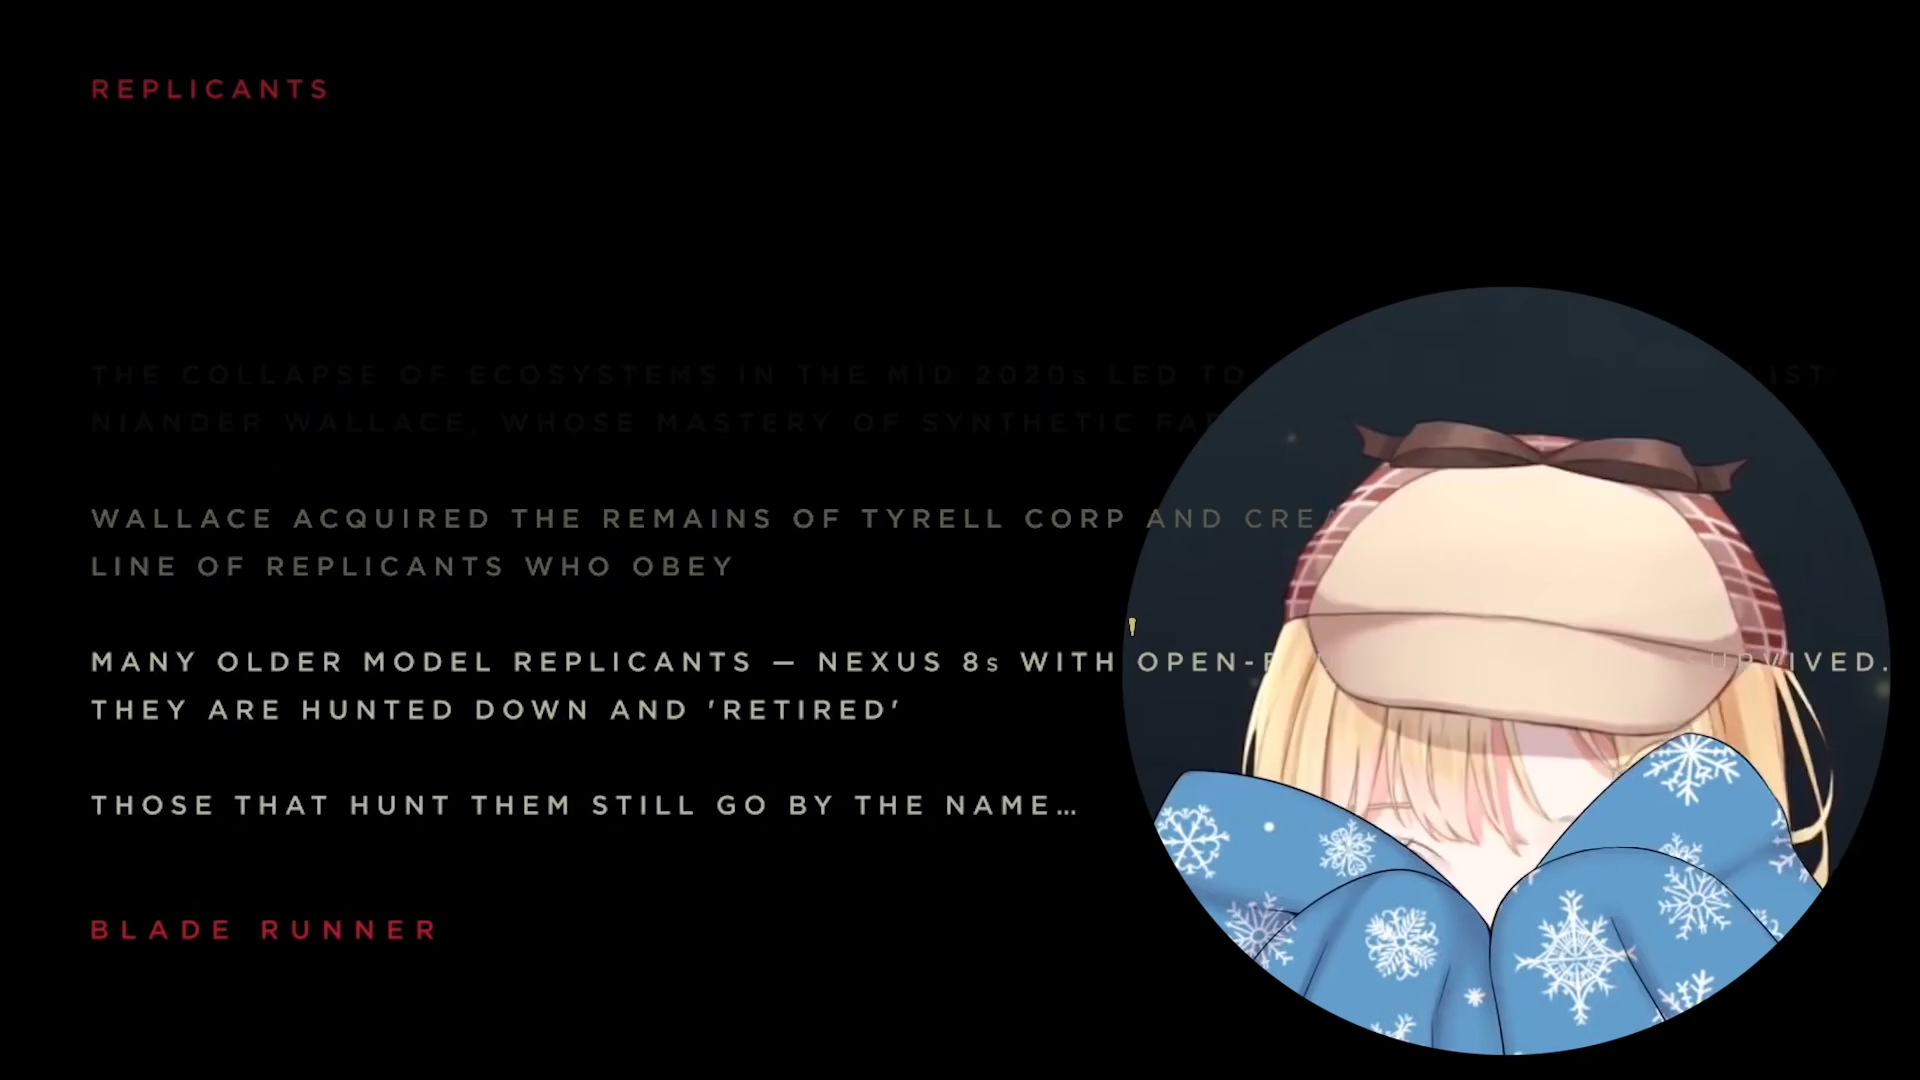 REPLICANTS
THE COLLAPSE OF ECOSYSTEMS IN THE MID 2020s LED TO
NIANDER WALLACE, WHOSE MASTERY OF SYNTHETIC
WALLACE ACQUIRED THE REMAINS OF TYRELL CORP AND
LINE OF REPLICANTS WHO OBEY
MANY OLDER MODEL REPLICANTS — NEXUS 8s WITH SURVIVED.
THEY ARE HUNTED DOWN AND 'RETIRED'
THOSE THAT HUNT THEM STILL GO BY THE NAME…
BLADE RUNNER